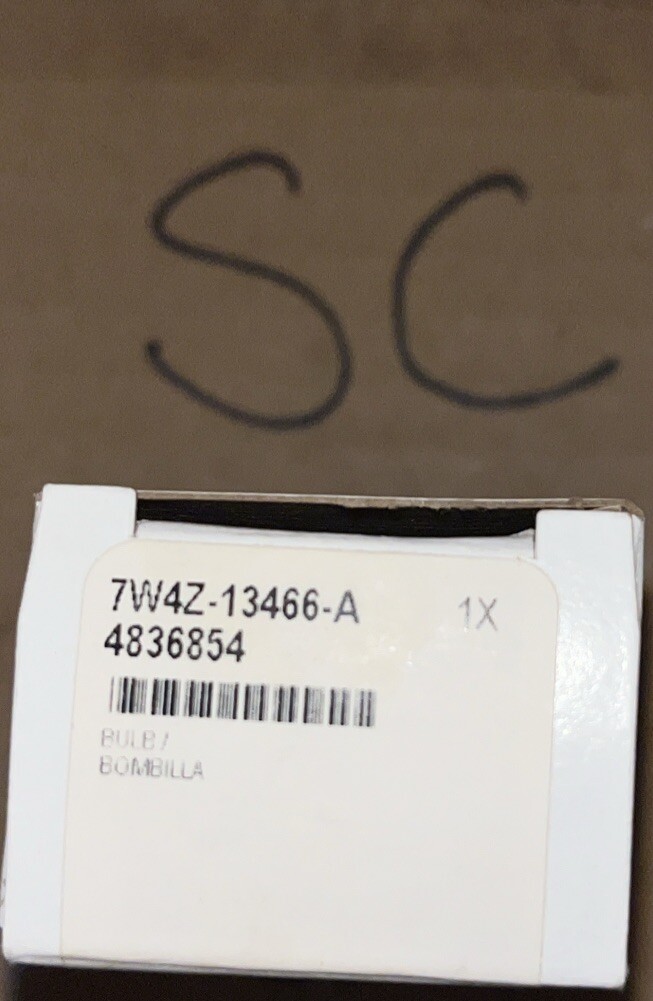 SC
7W4Z-13466-A 1X
4836854
BULB/
BOMBILLA